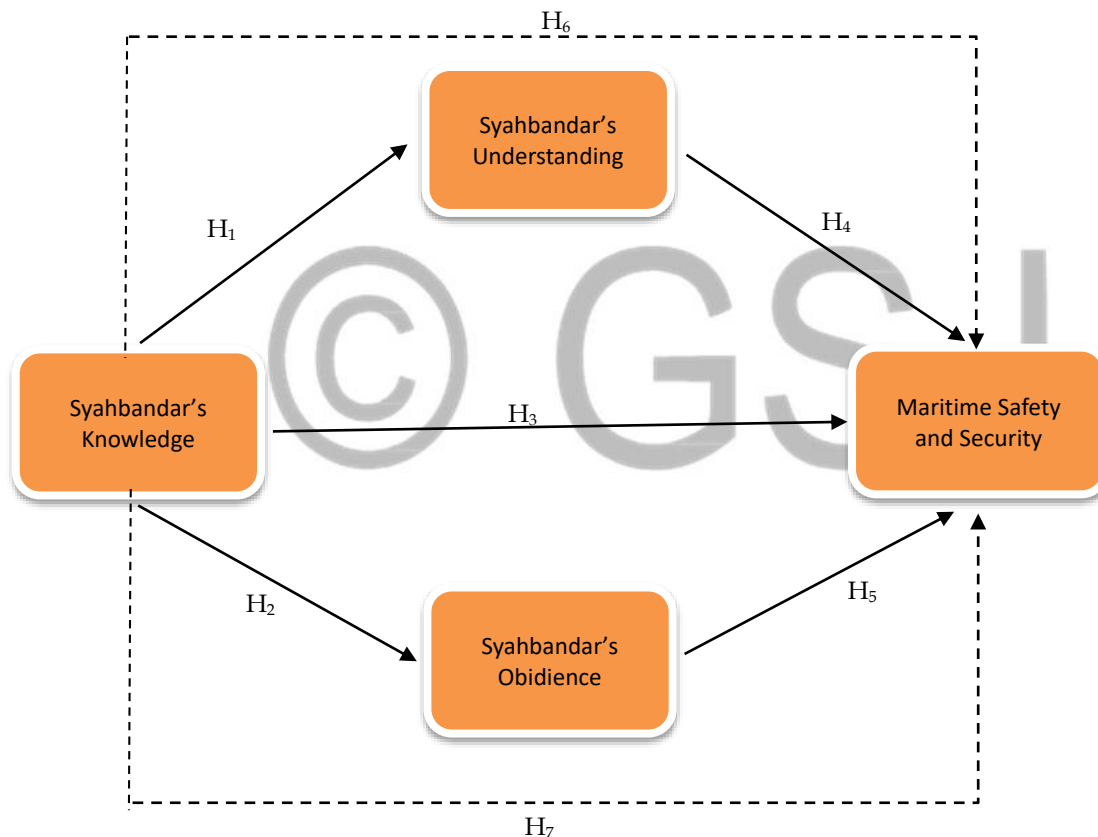 H₆
Syahbandar’s
Understanding
H₁
H₄
© GSJ
Syahbandar’s
Knowledge
H₃
Maritime Safety
and Security
H₂
Syahbandar’s
Obidience
H₅
H₇